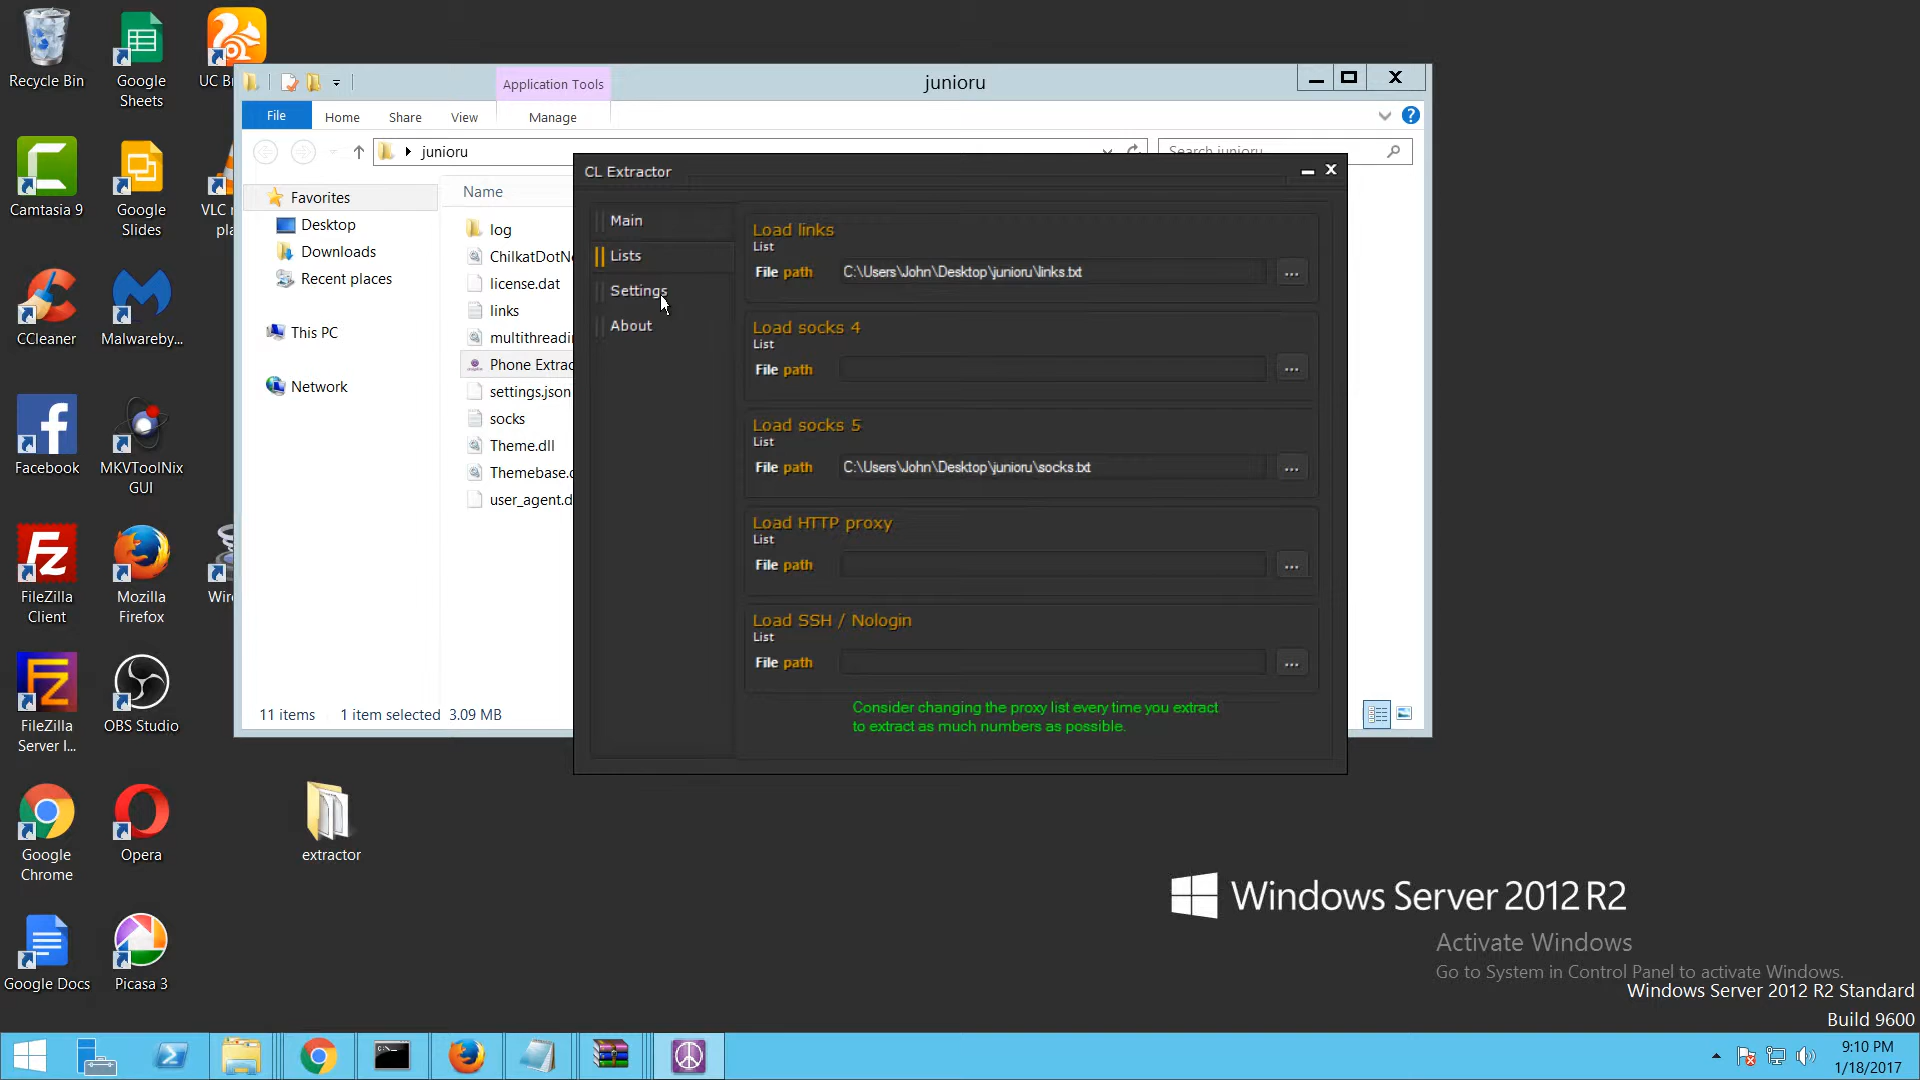 Recycle Bin
Google
Sheets
UC B
Camtasia 9
Google
Slides
VLC
CCleaner
Malwareby...
Facebook
MKVToolNix
GUI
FileZilla
Client
Mozilla
Firefox
FileZilla
Server I...
OBS Studio
Google
Chrome
Opera
Google Docs
Picasa 3
extractor
Application Tools
junioru
File
Home
Share
View
Manage
junioru
Search junioru
Favorites
Desktop
Downloads
Recent places
This PC
Network
Name
log
ChilkatDotNe
license.dat
links
multithreadin
Phone Extrac
settings.json
socks
Theme.dll
Themebase.d
user_agent.d
11 items 1 item selected 3.09 MB
CL Extractor
Main
Lists
Settings
About
Load links
List
File path C:\Users\John\Desktop\junioru\links.txt ...
Load socks 4
List
File path ...
Load socks 5
List
File path C:\Users\John\Desktop\junioru\socks.txt ...
Load HTTP proxy
List
File path ...
Load SSH / Nologin
List
File path ...
Consider changing the proxy list every time you extract
to extract as much numbers as possible.
Windows Server 2012 R2
Activate Windows
Go to System in Control Panel to activate Windows.
Windows Server 2012 R2 Standard
Build 9600
9:10 PM
1/18/2017